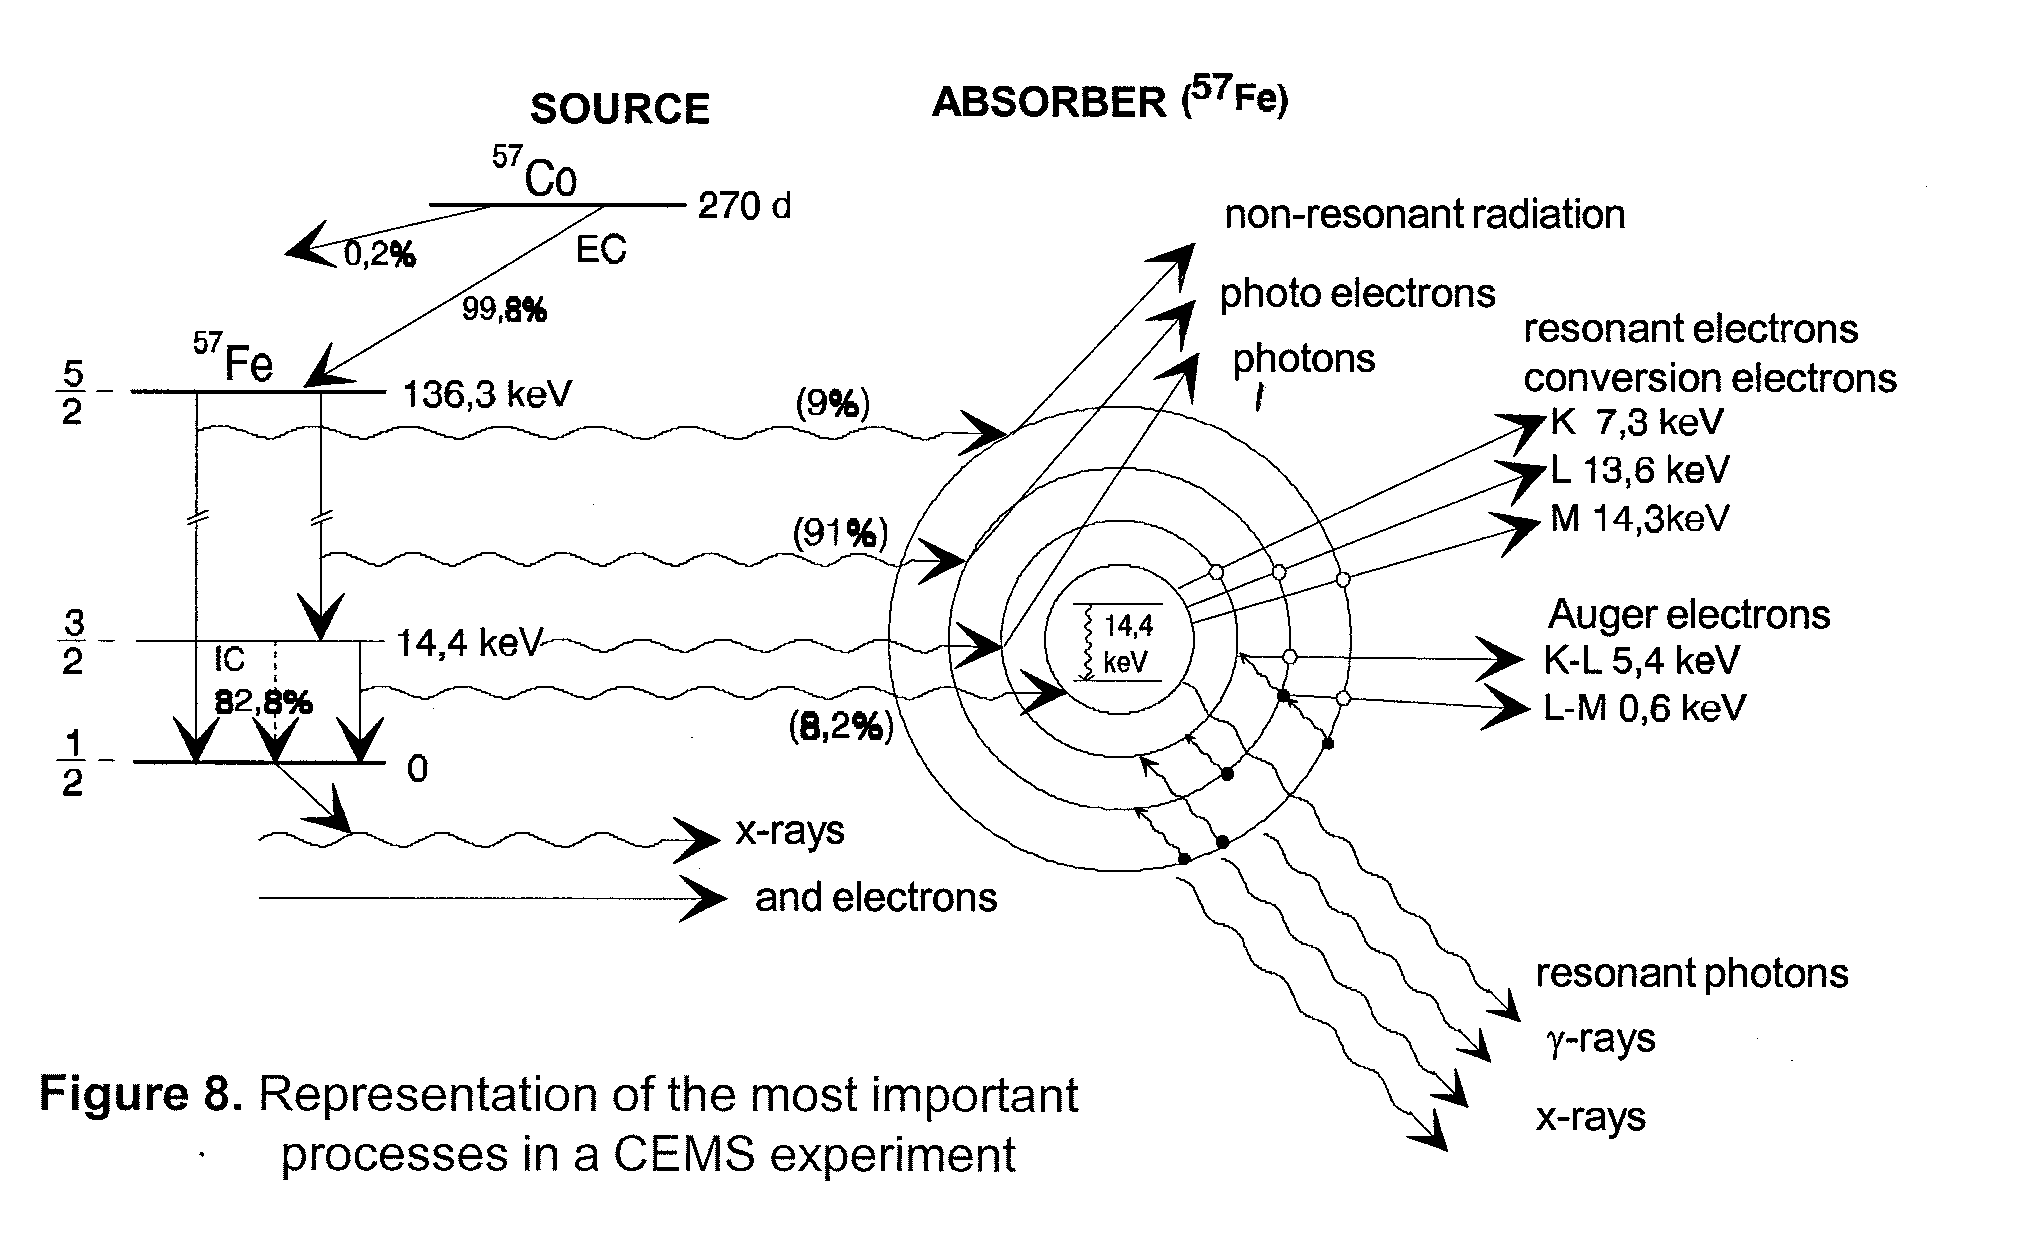 SOURCE
ABSORBER (⁵⁷Fe)
⁵⁷Co
270 d
0,2%
EC
99,8%
⁵⁷Fe
5/2 -
136,3 keV
(9%)
(91%)
3/2 -
14,4 keV
IC
82,8%
(8,2%)
1/2 -
0
x-rays
and electrons
non-resonant radiation
photo electrons
photons
14,4
keV
resonant electrons
conversion electrons
K 7,3 keV
L 13,6 keV
M 14,3keV
Auger electrons
K-L 5,4 keV
L-M 0,6 keV
resonant photons
γ-rays
x-rays
Figure 8. Representation of the most important
processes in a CEMS experiment